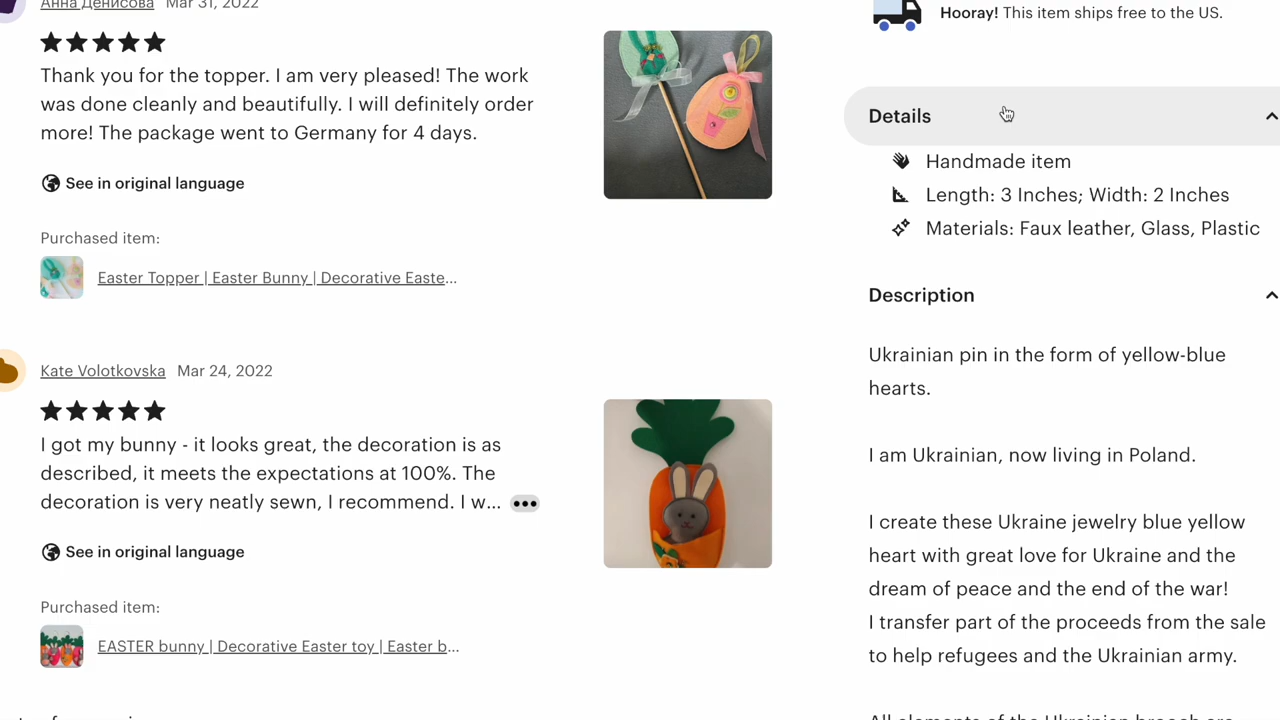 Анна Денисова Mar 31, 2022
Thank you for the topper. I am very pleased! The work
was done cleanly and beautifully. I will definitely order
more! The package went to Germany for 4 days.
See in original language
Purchased item:
Easter Topper | Easter Bunny | Decorative Easte...
Kate Volotkovska Mar 24, 2022
I got my bunny - it looks great, the decoration is as
described, it meets the expectations at 100%. The
decoration is very neatly sewn, I recommend. I w...
See in original language
Purchased item:
EASTER bunny | Decorative Easter toy | Easter b...
Hooray! This item ships free to the US.
Details
Handmade item
Length: 3 Inches; Width: 2 Inches
Materials: Faux leather, Glass, Plastic
Description
Ukrainian pin in the form of yellow-blue
hearts.
I am Ukrainian, now living in Poland.
I create these Ukraine jewelry blue yellow
heart with great love for Ukraine and the
dream of peace and the end of the war!
I transfer part of the proceeds from the sale
to help refugees and the Ukrainian army.